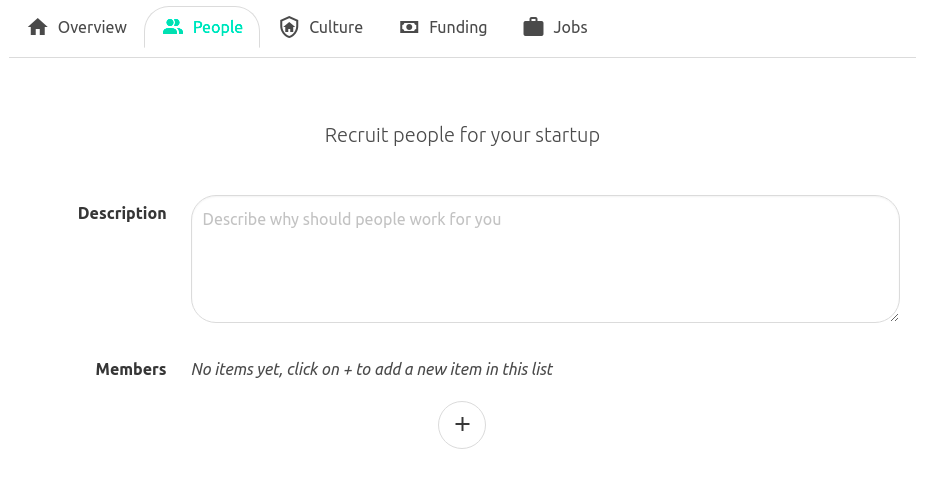 Overview People Culture Funding Jobs
Recruit people for your startup
Description
Describe why should people work for you
Members No items yet, click on + to add a new item in this list
+